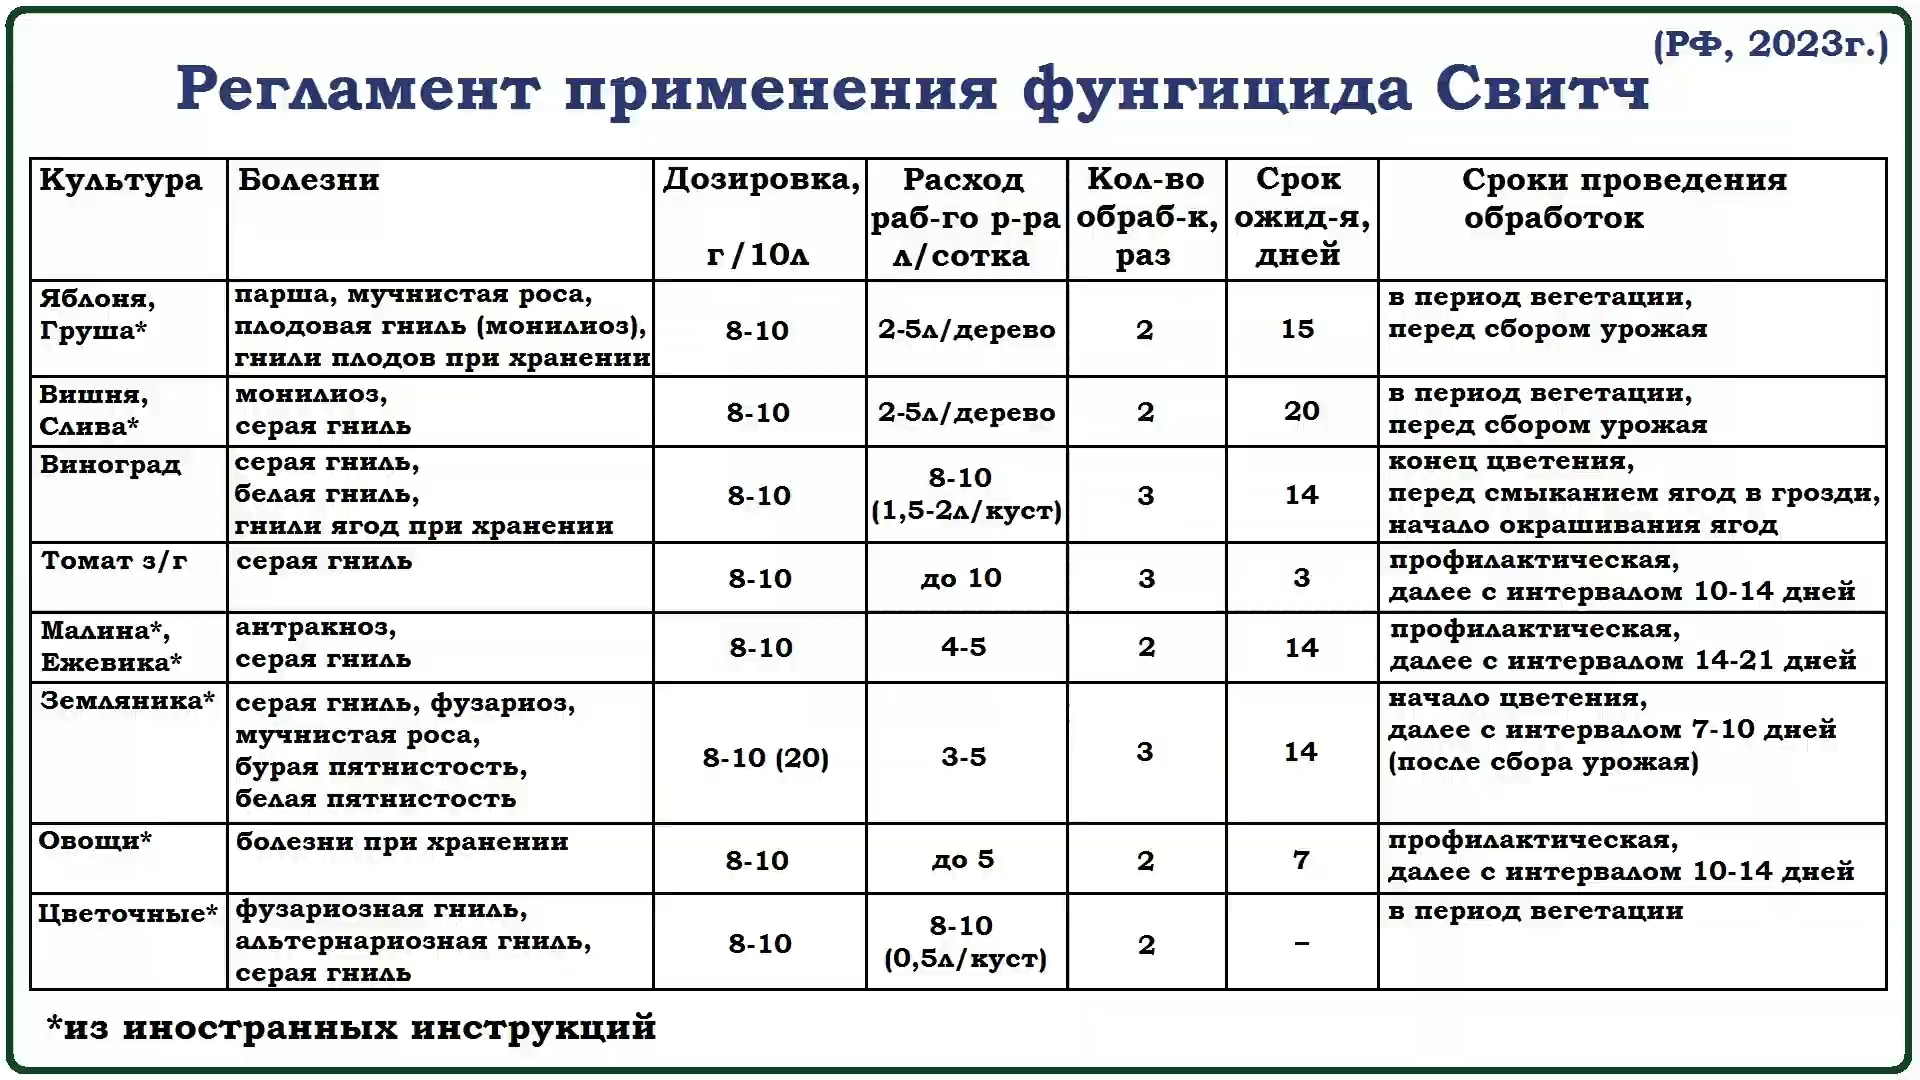 (РФ, 2023г.)
Регламент применения фунгицида Свитч
Культура
Болезни
Дозировка,
г/10л
Расход
раб-го р-ра
л/сотка
Кол-во
обраб-к,
раз
Срок
ожид-я,
дней
Сроки проведения
обработок
Яблоня,
Груша*
парша, мучнистая роса,
плодовая гниль (монилиоз),
гнили плодов при хранении
8-10
2-5л/дерево
2
15
в период вегетации,
перед сбором урожая
Вишня,
Слива*
монилиоз,
серая гниль
8-10
2-5л/дерево
2
20
в период вегетации,
перед сбором урожая
Виноград
серая гниль,
белая гниль,
гнили ягод при хранении
8-10
8-10
(1,5-2л/куст)
3
14
конец цветения,
перед смыканием ягод в грозди,
начало окрашивания ягод
Томат з/г
серая гниль
8-10
до 10
3
3
профилактическая,
далее с интервалом 10-14 дней
Малина*,
Ежевика*
антракноз,
серая гниль
8-10
4-5
2
14
профилактическая,
далее с интервалом 14-21 дней
Земляника*
серая гниль, фузариоз,
мучнистая роса,
бурая пятнистость,
белая пятнистость
8-10 (20)
3-5
3
14
начало цветения,
далее с интервалом 7-10 дней
(после сбора урожая)
Овощи*
болезни при хранении
8-10
до 5
2
7
профилактическая,
далее с интервалом 10-14 дней
Цветочные*
фузариозная гниль,
альтернариозная гниль,
серая гниль
8-10
8-10
(0,5л/куст)
2
–
в период вегетации
*из иностранных инструкций